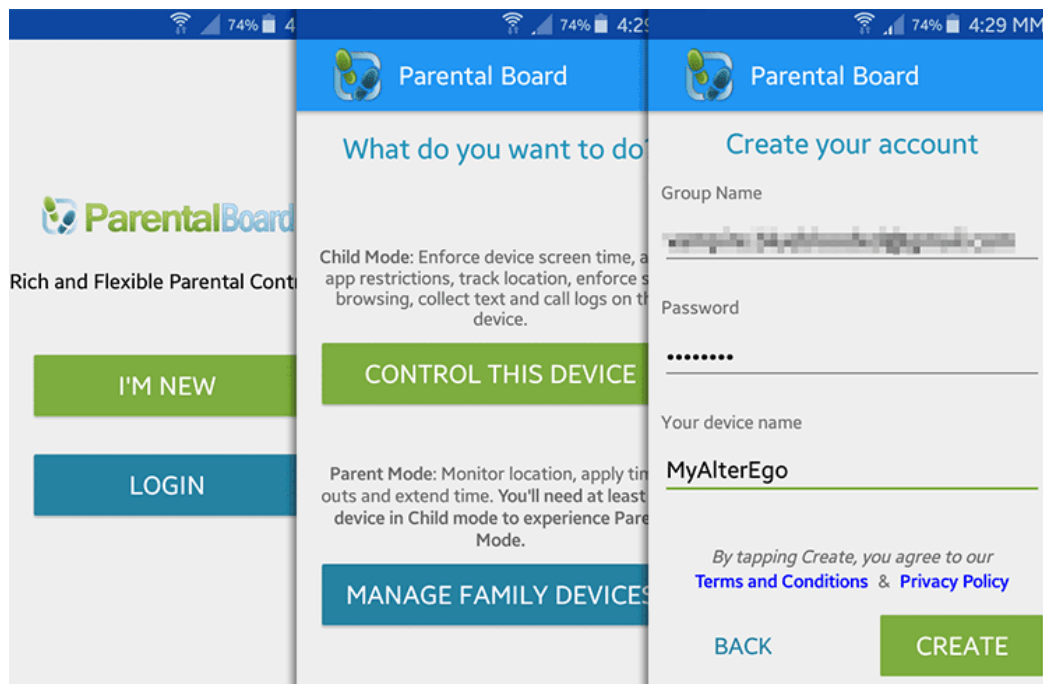 74% 4
ParentalBoard
Rich and Flexible Parental Cont
I'M NEW
LOGIN
74% 4:29
Parental Board
What do you want to do?
Child Mode: Enforce device screen time, a
app restrictions, track location, enforce s
browsing, collect text and call logs on th
device.
CONTROL THIS DEVICE
Parent Mode: Monitor location, apply tim
outs and extend time. You'll need at least
device in Child mode to experience Pare
Mode.
MANAGE FAMILY DEVICES
74% 4:29 MM
Parental Board
Create your account
Group Name
Password
••••••••
Your device name
MyAlterEgo
By tapping Create, you agree to our
Terms and Conditions & Privacy Policy
BACK
CREATE